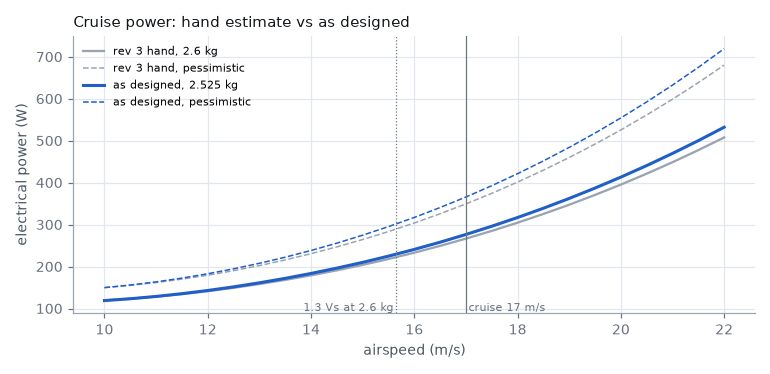 Cruise power: hand estimate vs as designed
rev 3 hand, 2.6 kg
rev 3 hand, pessimistic
as designed, 2.525 kg
as designed, pessimistic
electrical power (W)
700
600
500
400
300
200
100
1.3 Vs at 2.6 kg
cruise 17 m/s
10 12 14 16 18 20 22
airspeed (m/s)